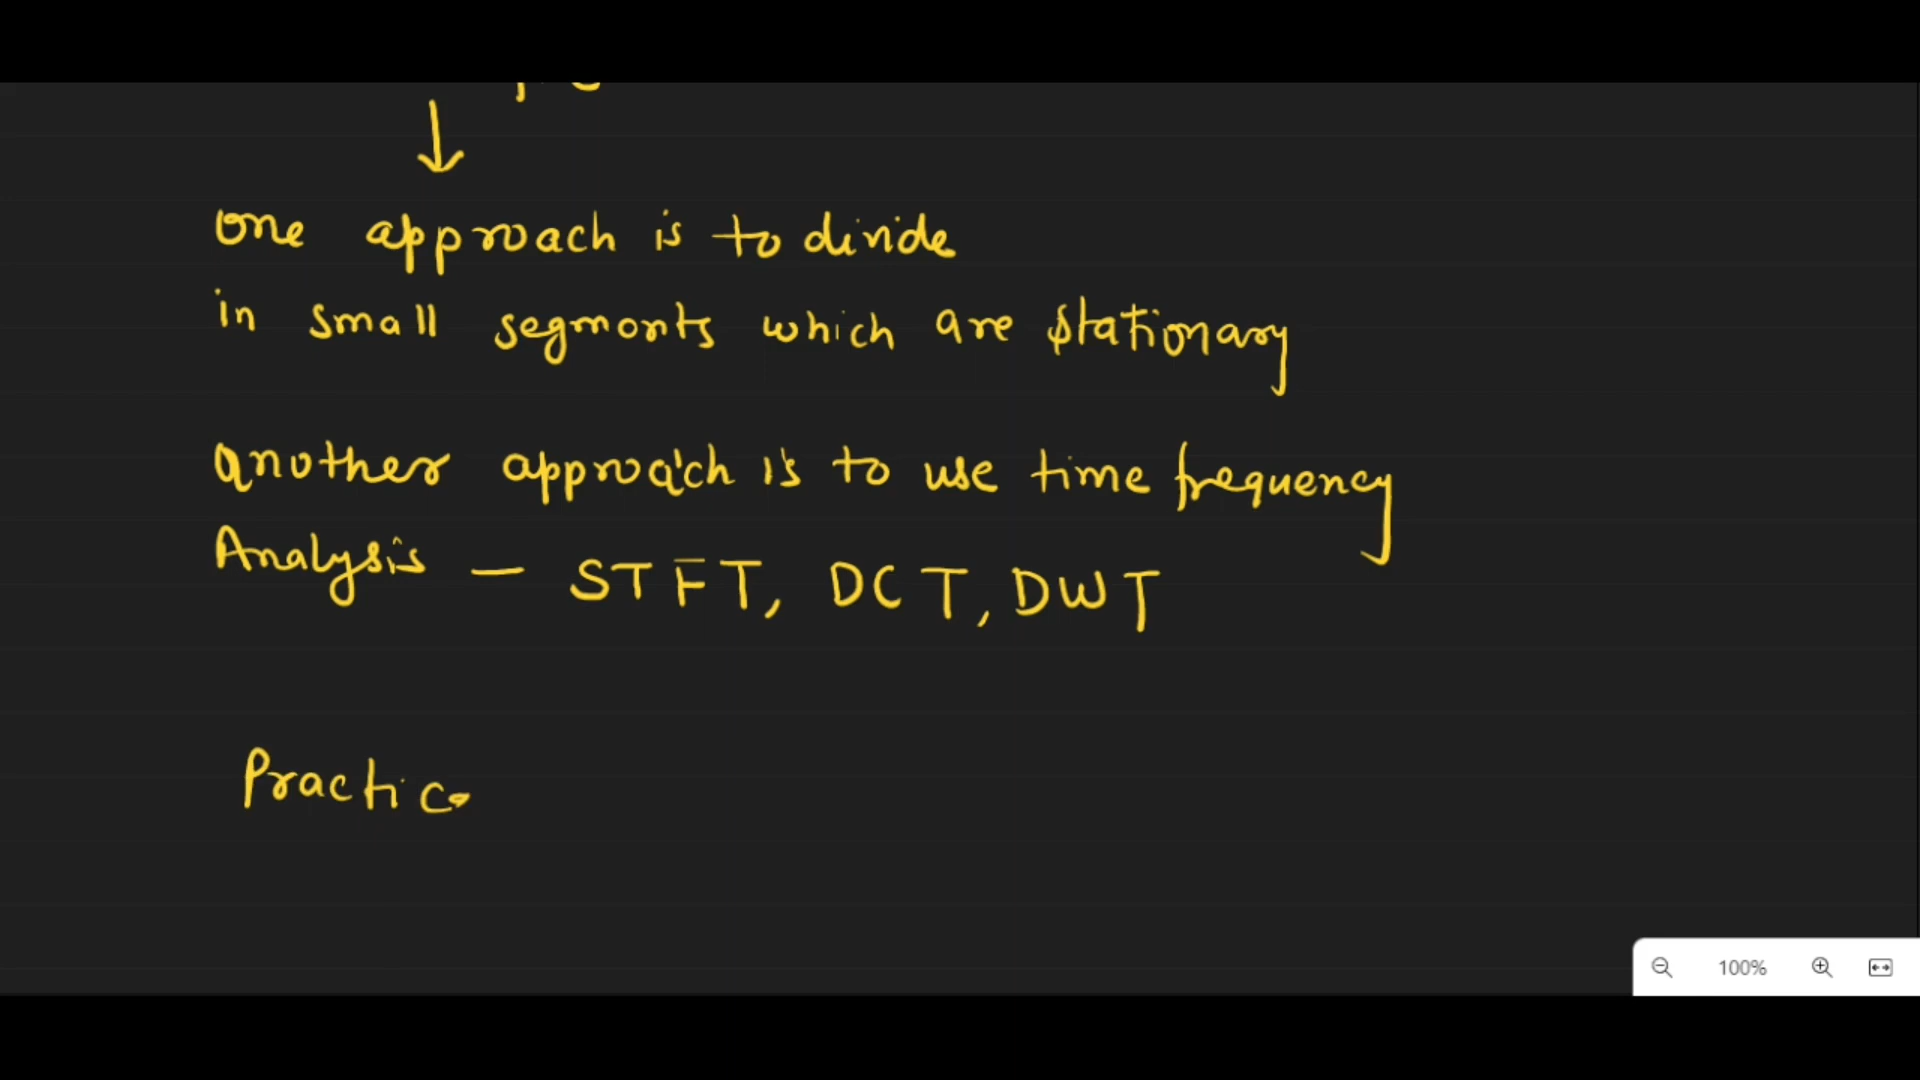 one approach is to divide
in small segments which are stationary
another approach is to use time frequency
Analysis - STFT, DCT, DWT
Practic
100%